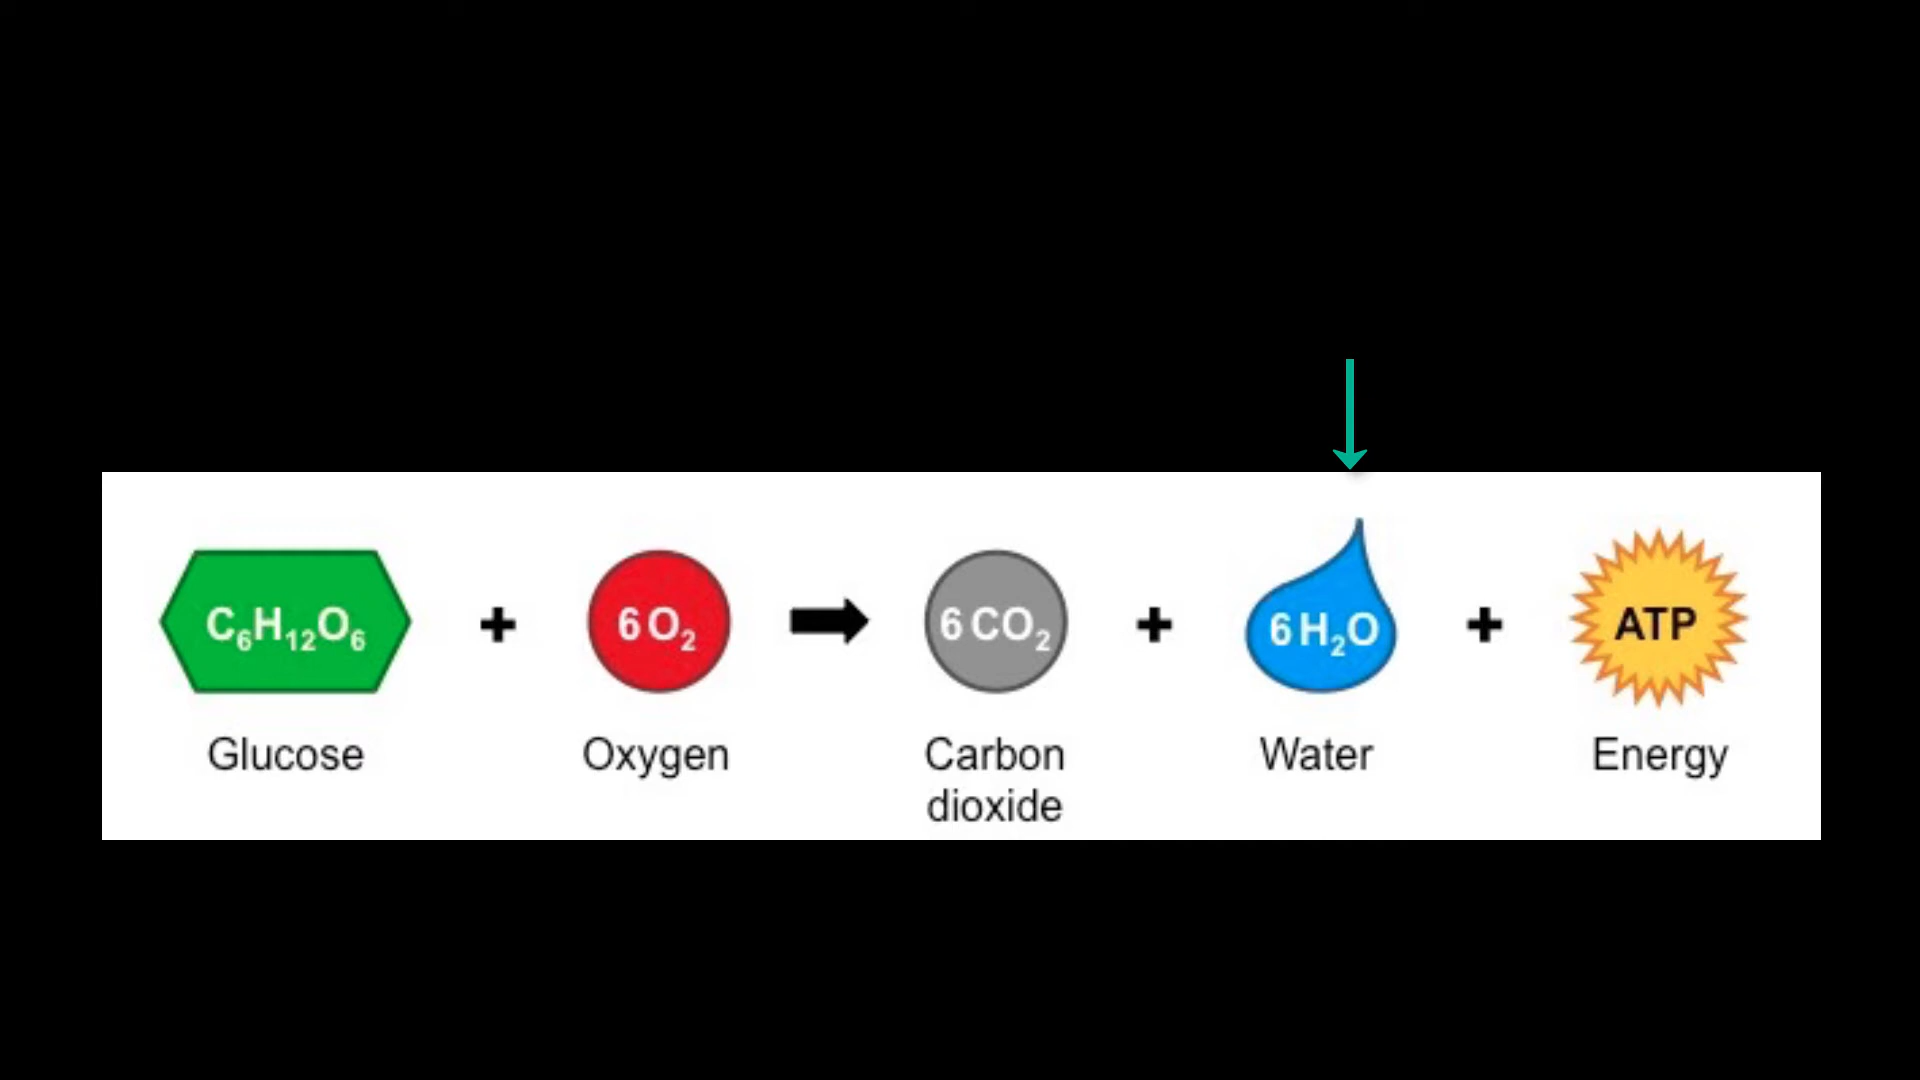 C₆H₁₂O₆ + 6 O₂ → 6 CO₂ + 6 H₂O + ATP
Glucose Oxygen Carbon dioxide Water Energy